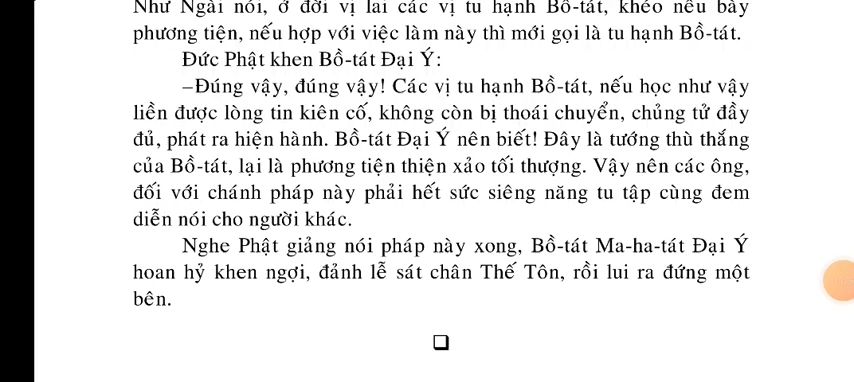 Như Ngài nói, ở đời vị lai các vị tu hạnh Bồ-tát, khéo nêu bày
phương tiện, nếu hợp với việc làm này thì mới gọi là tu hạnh Bồ-tát.
Đức Phật khen Bồ-tát Đại Ý:
–Đúng vậy, đúng vậy! Các vị tu hạnh Bồ-tát, nếu học như vậy
liền được lòng tin kiên cố, không còn bị thoái chuyển, chủng tử đầy
đủ, phát ra hiện hành. Bồ-tát Đại Ý nên biết! Đây là tướng thù thắng
của Bồ-tát, lại là phương tiện thiện xảo tối thượng. Vậy nên các ông,
đối với chánh pháp này phải hết sức siêng năng tu tập cùng đem
diễn nói cho người khác.
Nghe Phật giảng nói pháp này xong, Bồ-tát Ma-ha-tát Đại Ý
hoan hỷ khen ngợi, đảnh lễ sát chân Thế Tôn, rồi lui ra đứng một
bên.